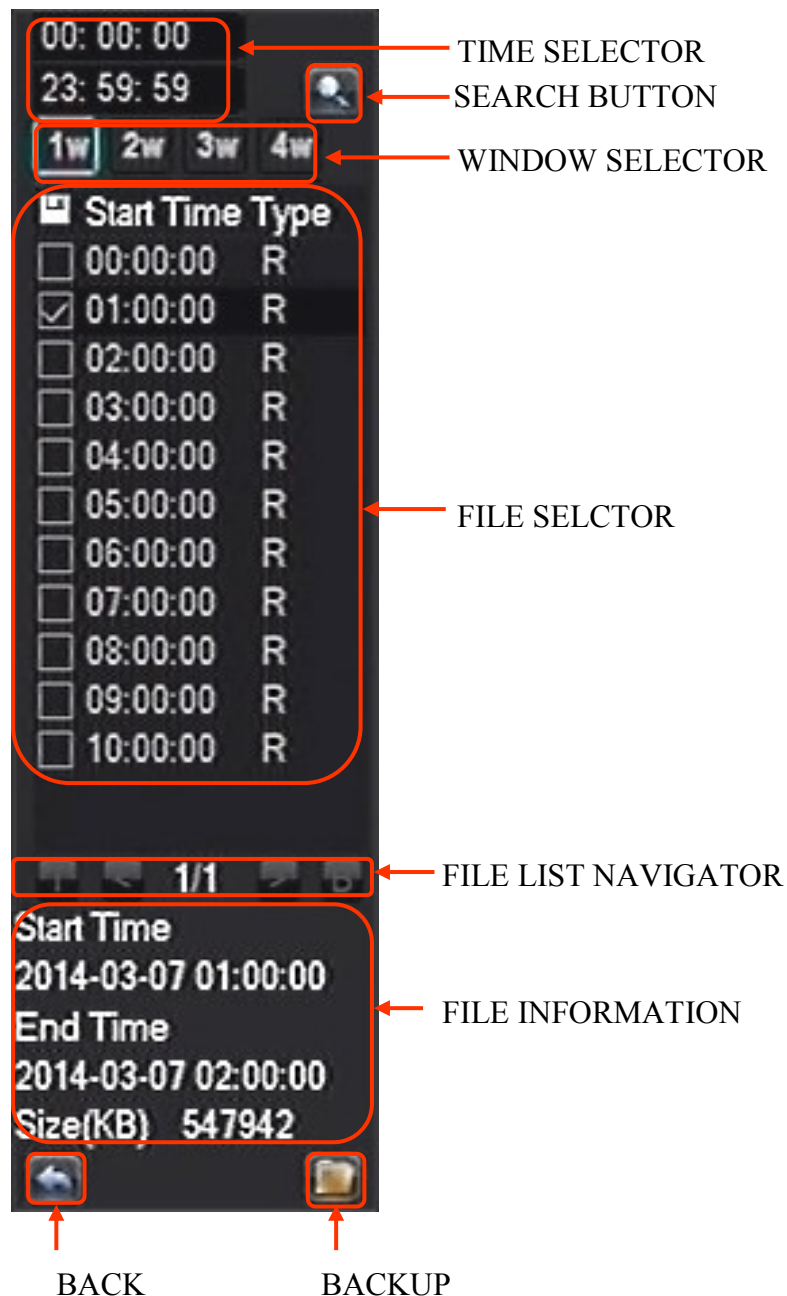 00: 00: 00
TIME SELECTOR
23: 59: 59
SEARCH BUTTON
1w 2w 3w 4w
WINDOW SELECTOR
Start Time Type
00:00:00 R
01:00:00 R
02:00:00 R
03:00:00 R
04:00:00 R
05:00:00 R
FILE SELCTOR
06:00:00 R
07:00:00 R
08:00:00 R
09:00:00 R
10:00:00 R
< 1/1 >
FILE LIST NAVIGATOR
Start Time
2014-03-07 01:00:00
End Time
FILE INFORMATION
2014-03-07 02:00:00
Size(KB) 547942
BACK
BACKUP